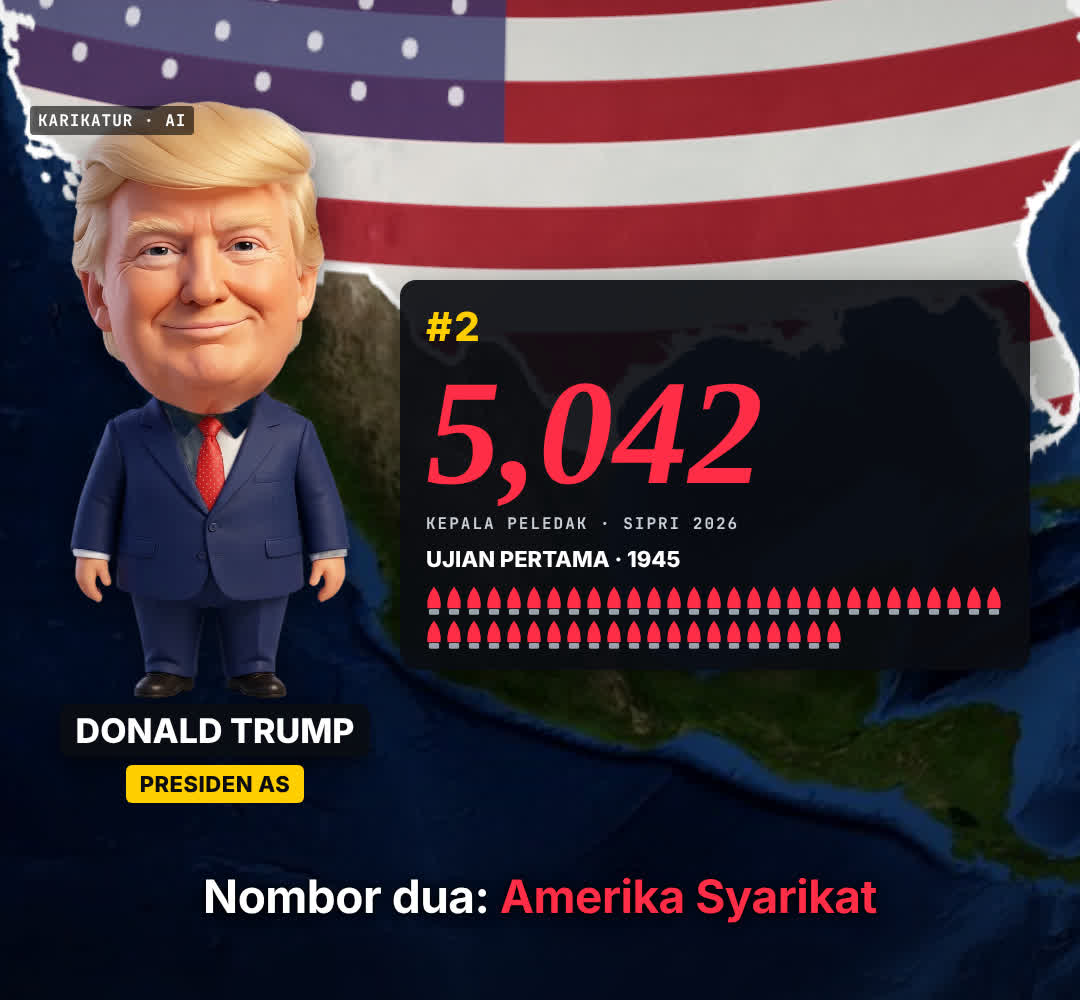 KARIKATUR · AI
#2
5,042
KEPALA PELEDAK · SIPRI 2026
UJIAN PERTAMA · 1945
DONALD TRUMP
PRESIDEN AS
Nombor dua: Amerika Syarikat